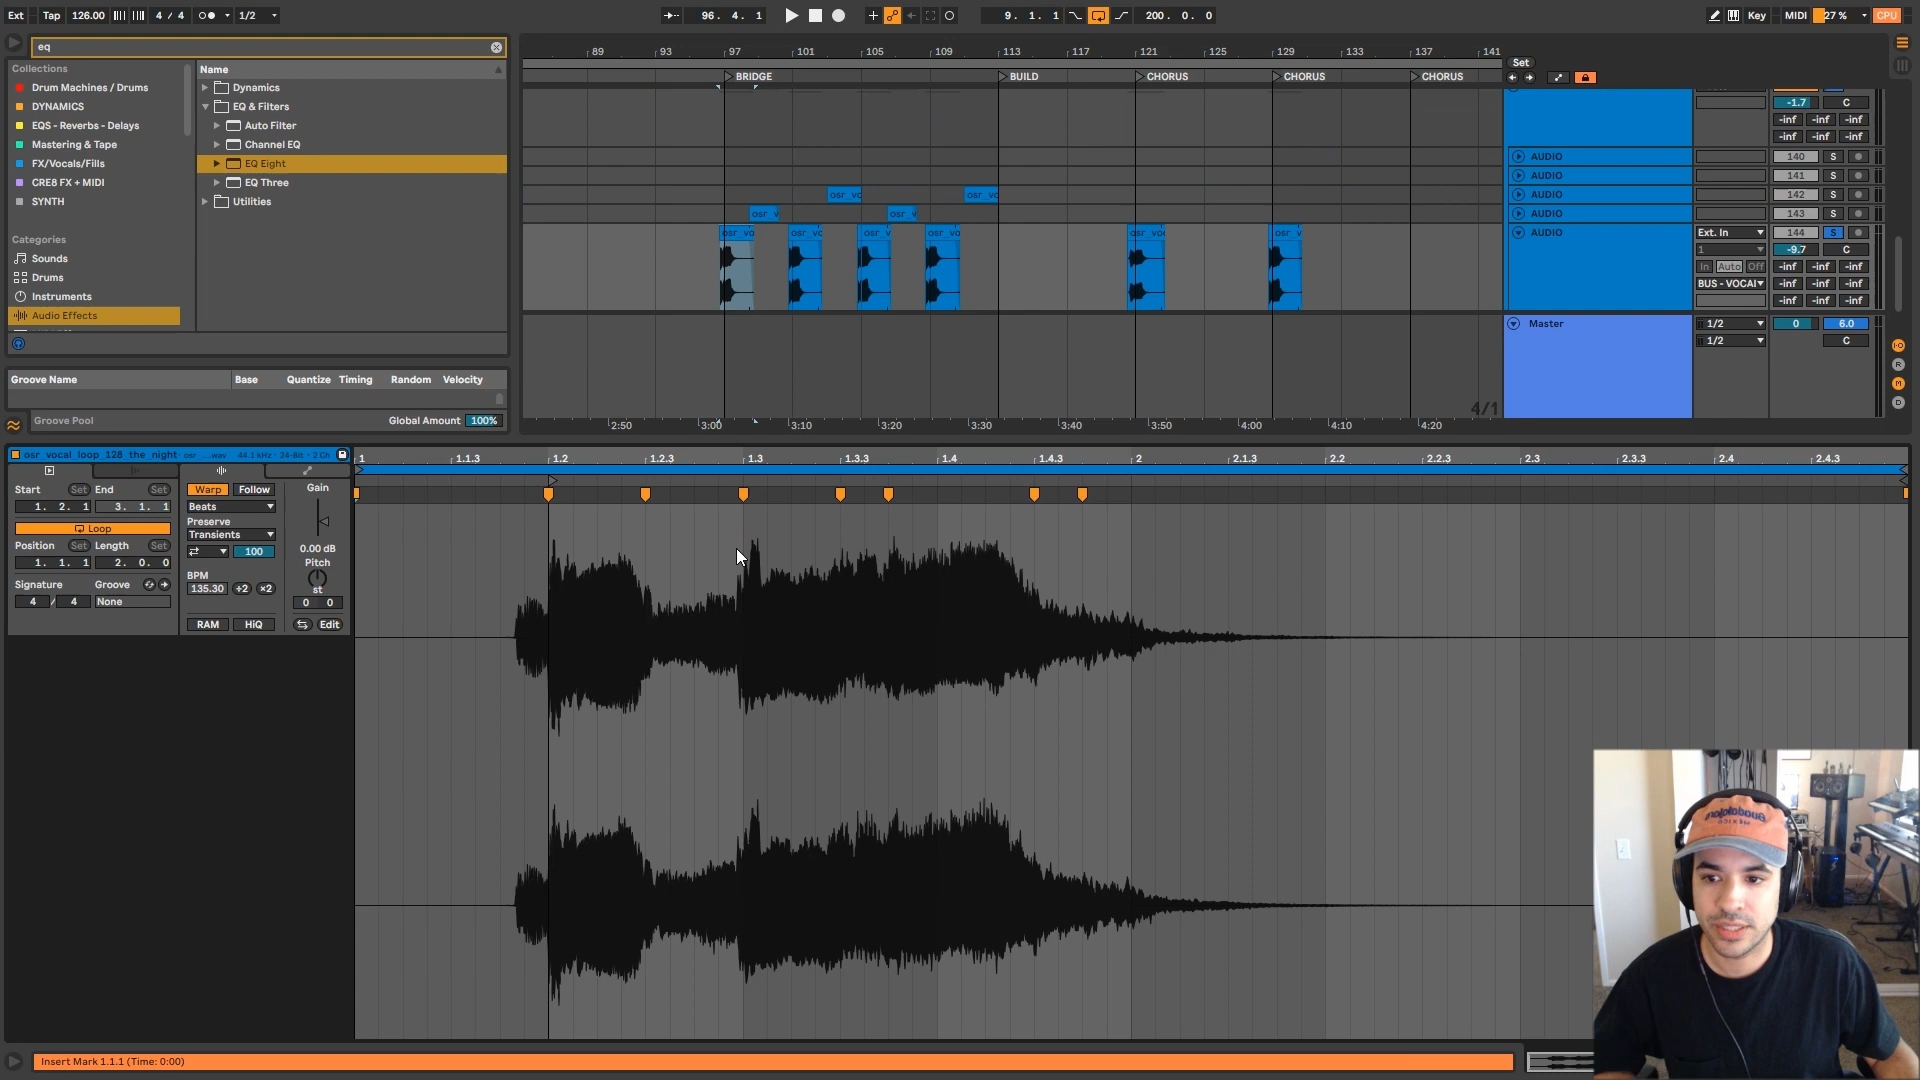 Ext Tap 126.00 4 / 4 1/2 96. 4. 1 9. 1. 1 200. 0. 0 Key MIDI 27 % CPU
eq
Collections
Drum Machines / Drums
DYNAMICS
EQS - Reverbs - Delays
Mastering & Tape
FX/Vocals/Fills
CRE8 FX + MIDI
SYNTH
Categories
Sounds
Drums
Instruments
Audio Effects
Name
Dynamics
EQ & Filters
Auto Filter
Channel EQ
EQ Eight
EQ Three
Utilities
Groove Name Base Quantize Timing Random Velocity
Groove Pool Global Amount 100%
89 93 97 101 105 109 113 117 121 125 129 133 137 141
BRIDGE BUILD CHORUS CHORUS CHORUS
Set
-1.7 C
-inf -inf -inf
-inf -inf -inf
AUDIO 140 S
AUDIO 141 S
osr_vc osr_vc AUDIO 142 S
osr_v osr_v AUDIO 143 S
osr_vo osr_vc osr_v osr_vo osr_voc osr_v AUDIO Ext. In 144 S
1 -9.7 C
In Auto Off -inf -inf -inf
BUS - VOCAI -inf -inf -inf
-inf -inf -inf
Master 1/2 0 6.0
1/2 C
4/1
2:50 3:00 3:10 3:20 3:30 3:40 3:50 4:00 4:10 4:20
R
M
D
osr_vocal_loop_128_the_night osr_....wav 44.1 kHz · 24-Bit · 2 Ch
1 1.1.3 1.2 1.2.3 1.3 1.3.3 1.4 1.4.3 2 2.1.3 2.2 2.2.3 2.3 2.3.3 2.4 2.4.3
Start Set End Set
1. 2. 1 3. 1. 1
Loop
Position Set Length Set
1. 1. 1 2. 0. 0
Signature Groove
4 / 4 None
Warp Follow
Beats
Preserve
Transients
100
BPM
135.30 ÷2 ×2
RAM HiQ
Gain
0.00 dB
Pitch
st
0 0
Edit
Insert Mark 1.1.1 (Time: 0:00)